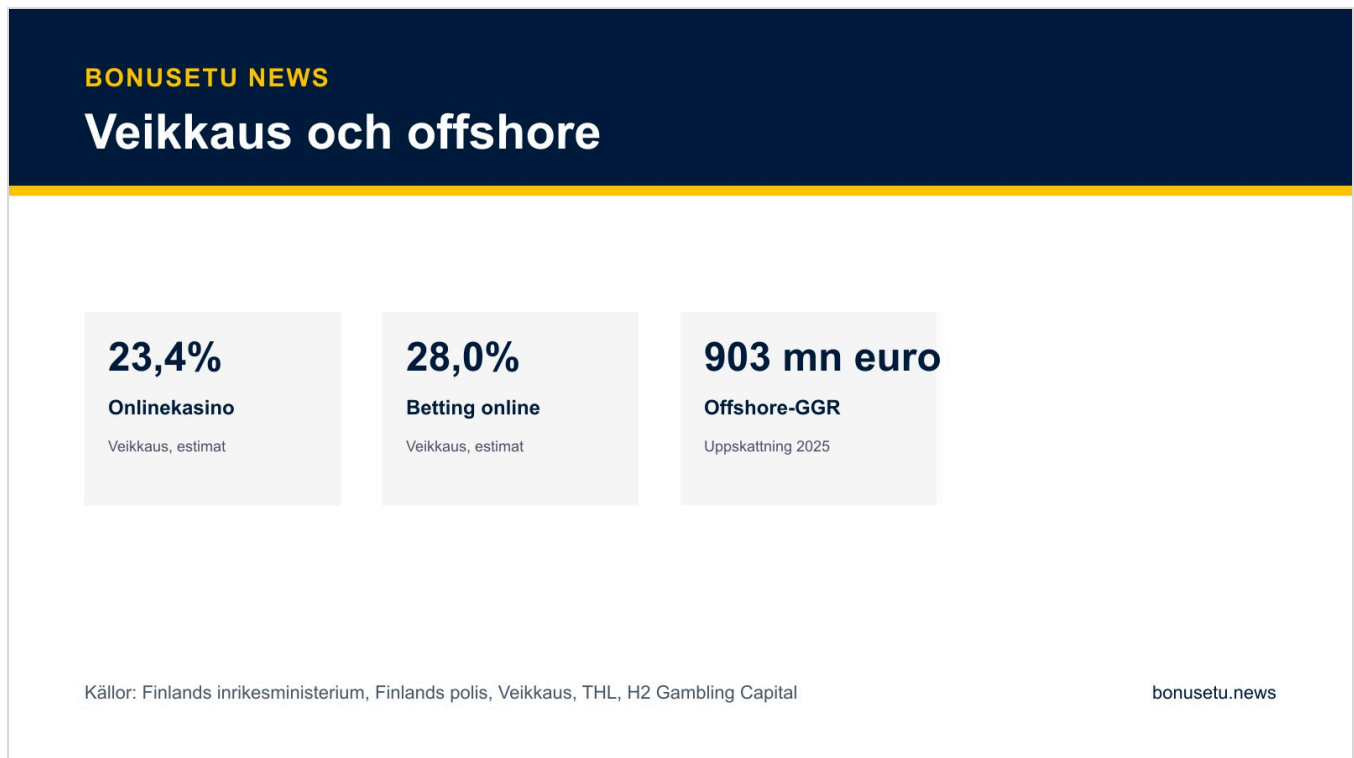 BONUSETU NEWS
Veikkaus och offshore
23,4%
Onlinekasino
Veikkaus, estimat
28,0%
Betting online
Veikkaus, estimat
903 mn euro
Offshore-GGR
Uppskattning 2025
Källor: Finlands inrikesministerium, Finlands polis, Veikkaus, THL, H2 Gambling Capital
bonusetu.news